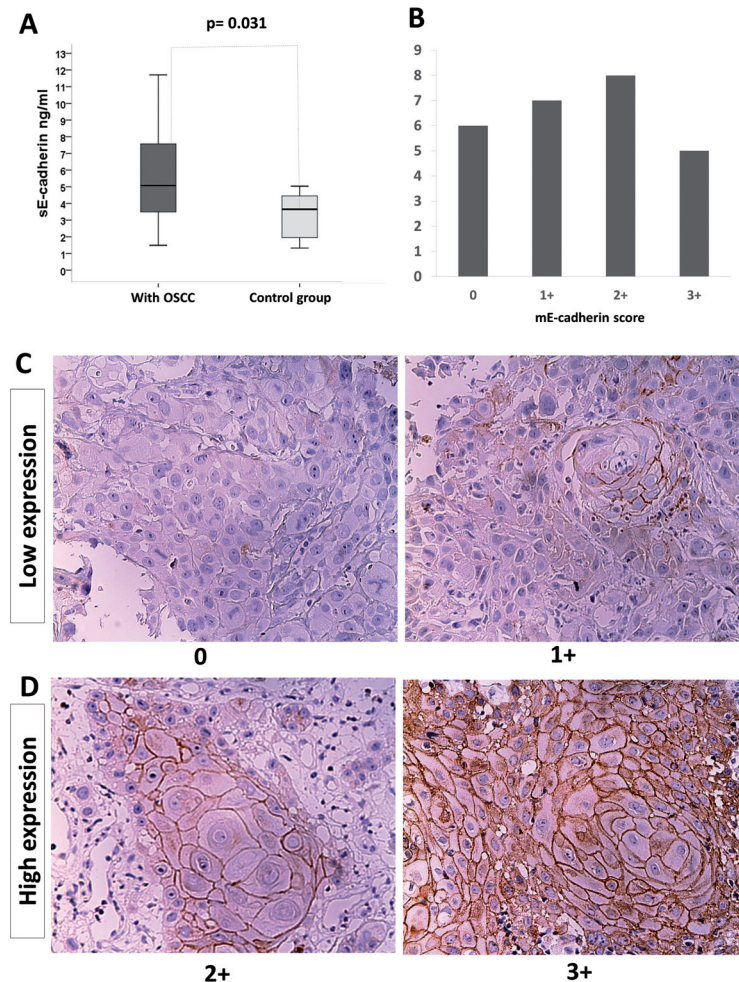 A
p= 0.031
sE-cadherin ng/ml
13
12
11
10
9
8
7
6
5
4
3
2
1
0
With OSCC
Control group
B
9
8
7
6
5
4
3
2
1
0
0
1+
2+
3+
mE-cadherin score
C
Low expression
0
1+
D
High expression
2+
3+